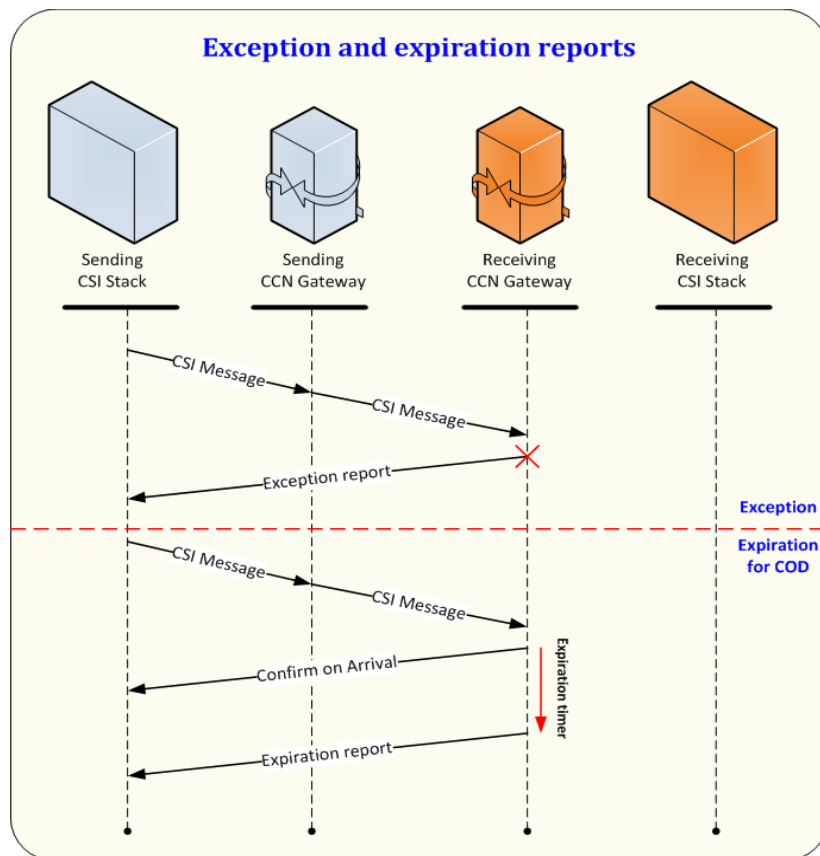 Exception and expiration reports
Sending
CSI Stack
Sending
CCN Gateway
Receiving
CCN Gateway
Receiving
CSI Stack
CSI Message
CSI Message
Exception report
Exception
Expiration
for COD
CSI Message
CSI Message
Confirm on Arrival
Expiration timer
Expiration report